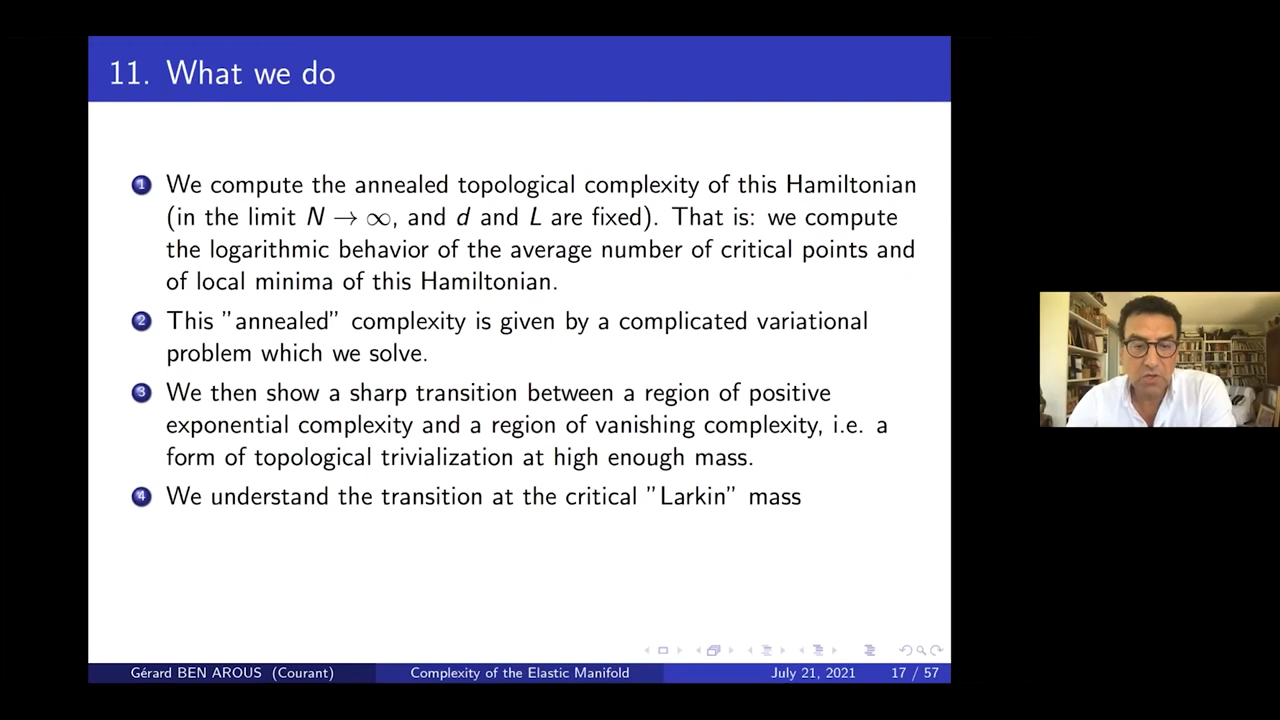 11. What we do
1 We compute the annealed topological complexity of this Hamiltonian
(in the limit N → ∞, and d and L are fixed). That is: we compute
the logarithmic behavior of the average number of critical points and
of local minima of this Hamiltonian.
2 This ”annealed” complexity is given by a complicated variational
problem which we solve.
3 We then show a sharp transition between a region of positive
exponential complexity and a region of vanishing complexity, i.e. a
form of topological trivialization at high enough mass.
4 We understand the transition at the critical ”Larkin” mass
Gérard BEN AROUS (Courant) Complexity of the Elastic Manifold July 21, 2021 17 / 57